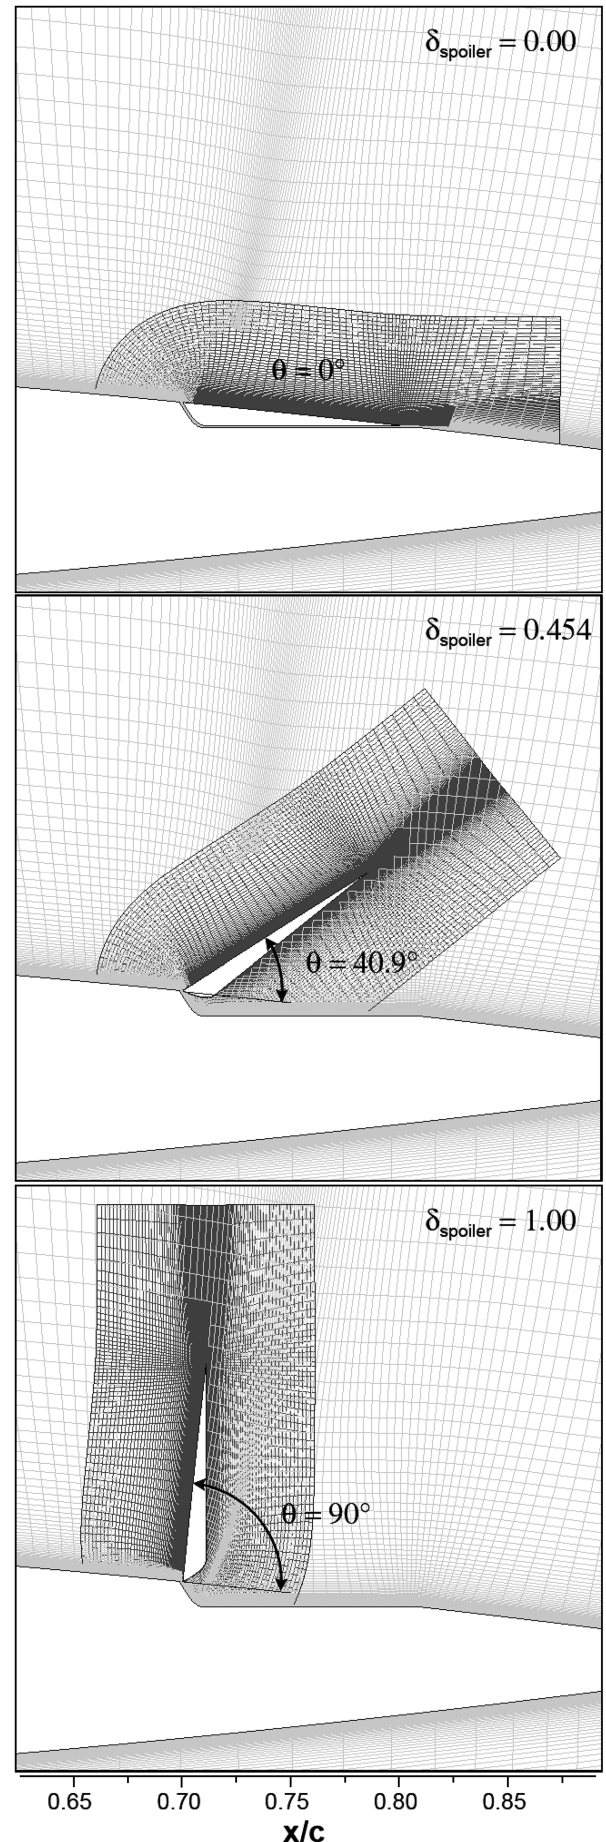 δspoiler = 0.00
θ = 0°
δspoiler = 0.454
θ = 40.9°
δspoiler = 1.00
θ = 90°
0.65 0.70 0.75 0.80 0.85
x/c